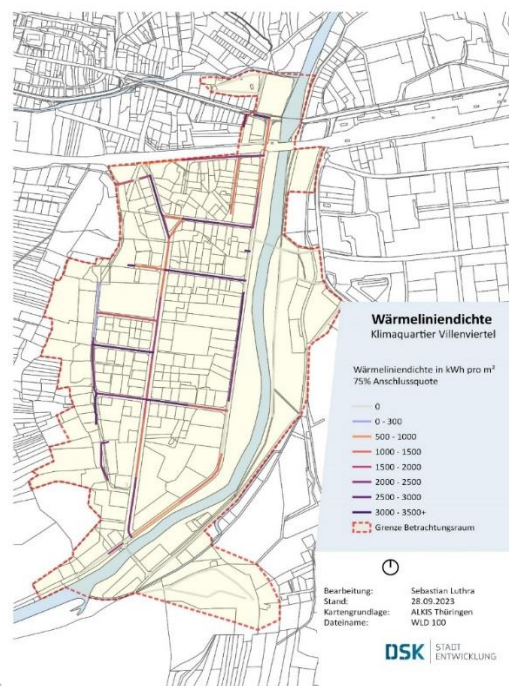 Wärmeliniendichte
Klimaquartier Villenviertel
Wärmeliniendichte in kWh pro m²
75% Anschlussquote
0
0 - 300
500 - 1000
1000 - 1500
1500 - 2000
2000 - 2500
2500 - 3000
3000 - 3500+
Grenze Betrachtungsraum
Bearbeitung: Sebastian Luthra
Stand: 28.09.2023
Kartengrundlage: ALKIS Thüringen
Dateiname: WLD 100
DSK STADT
ENTWICKLUNG